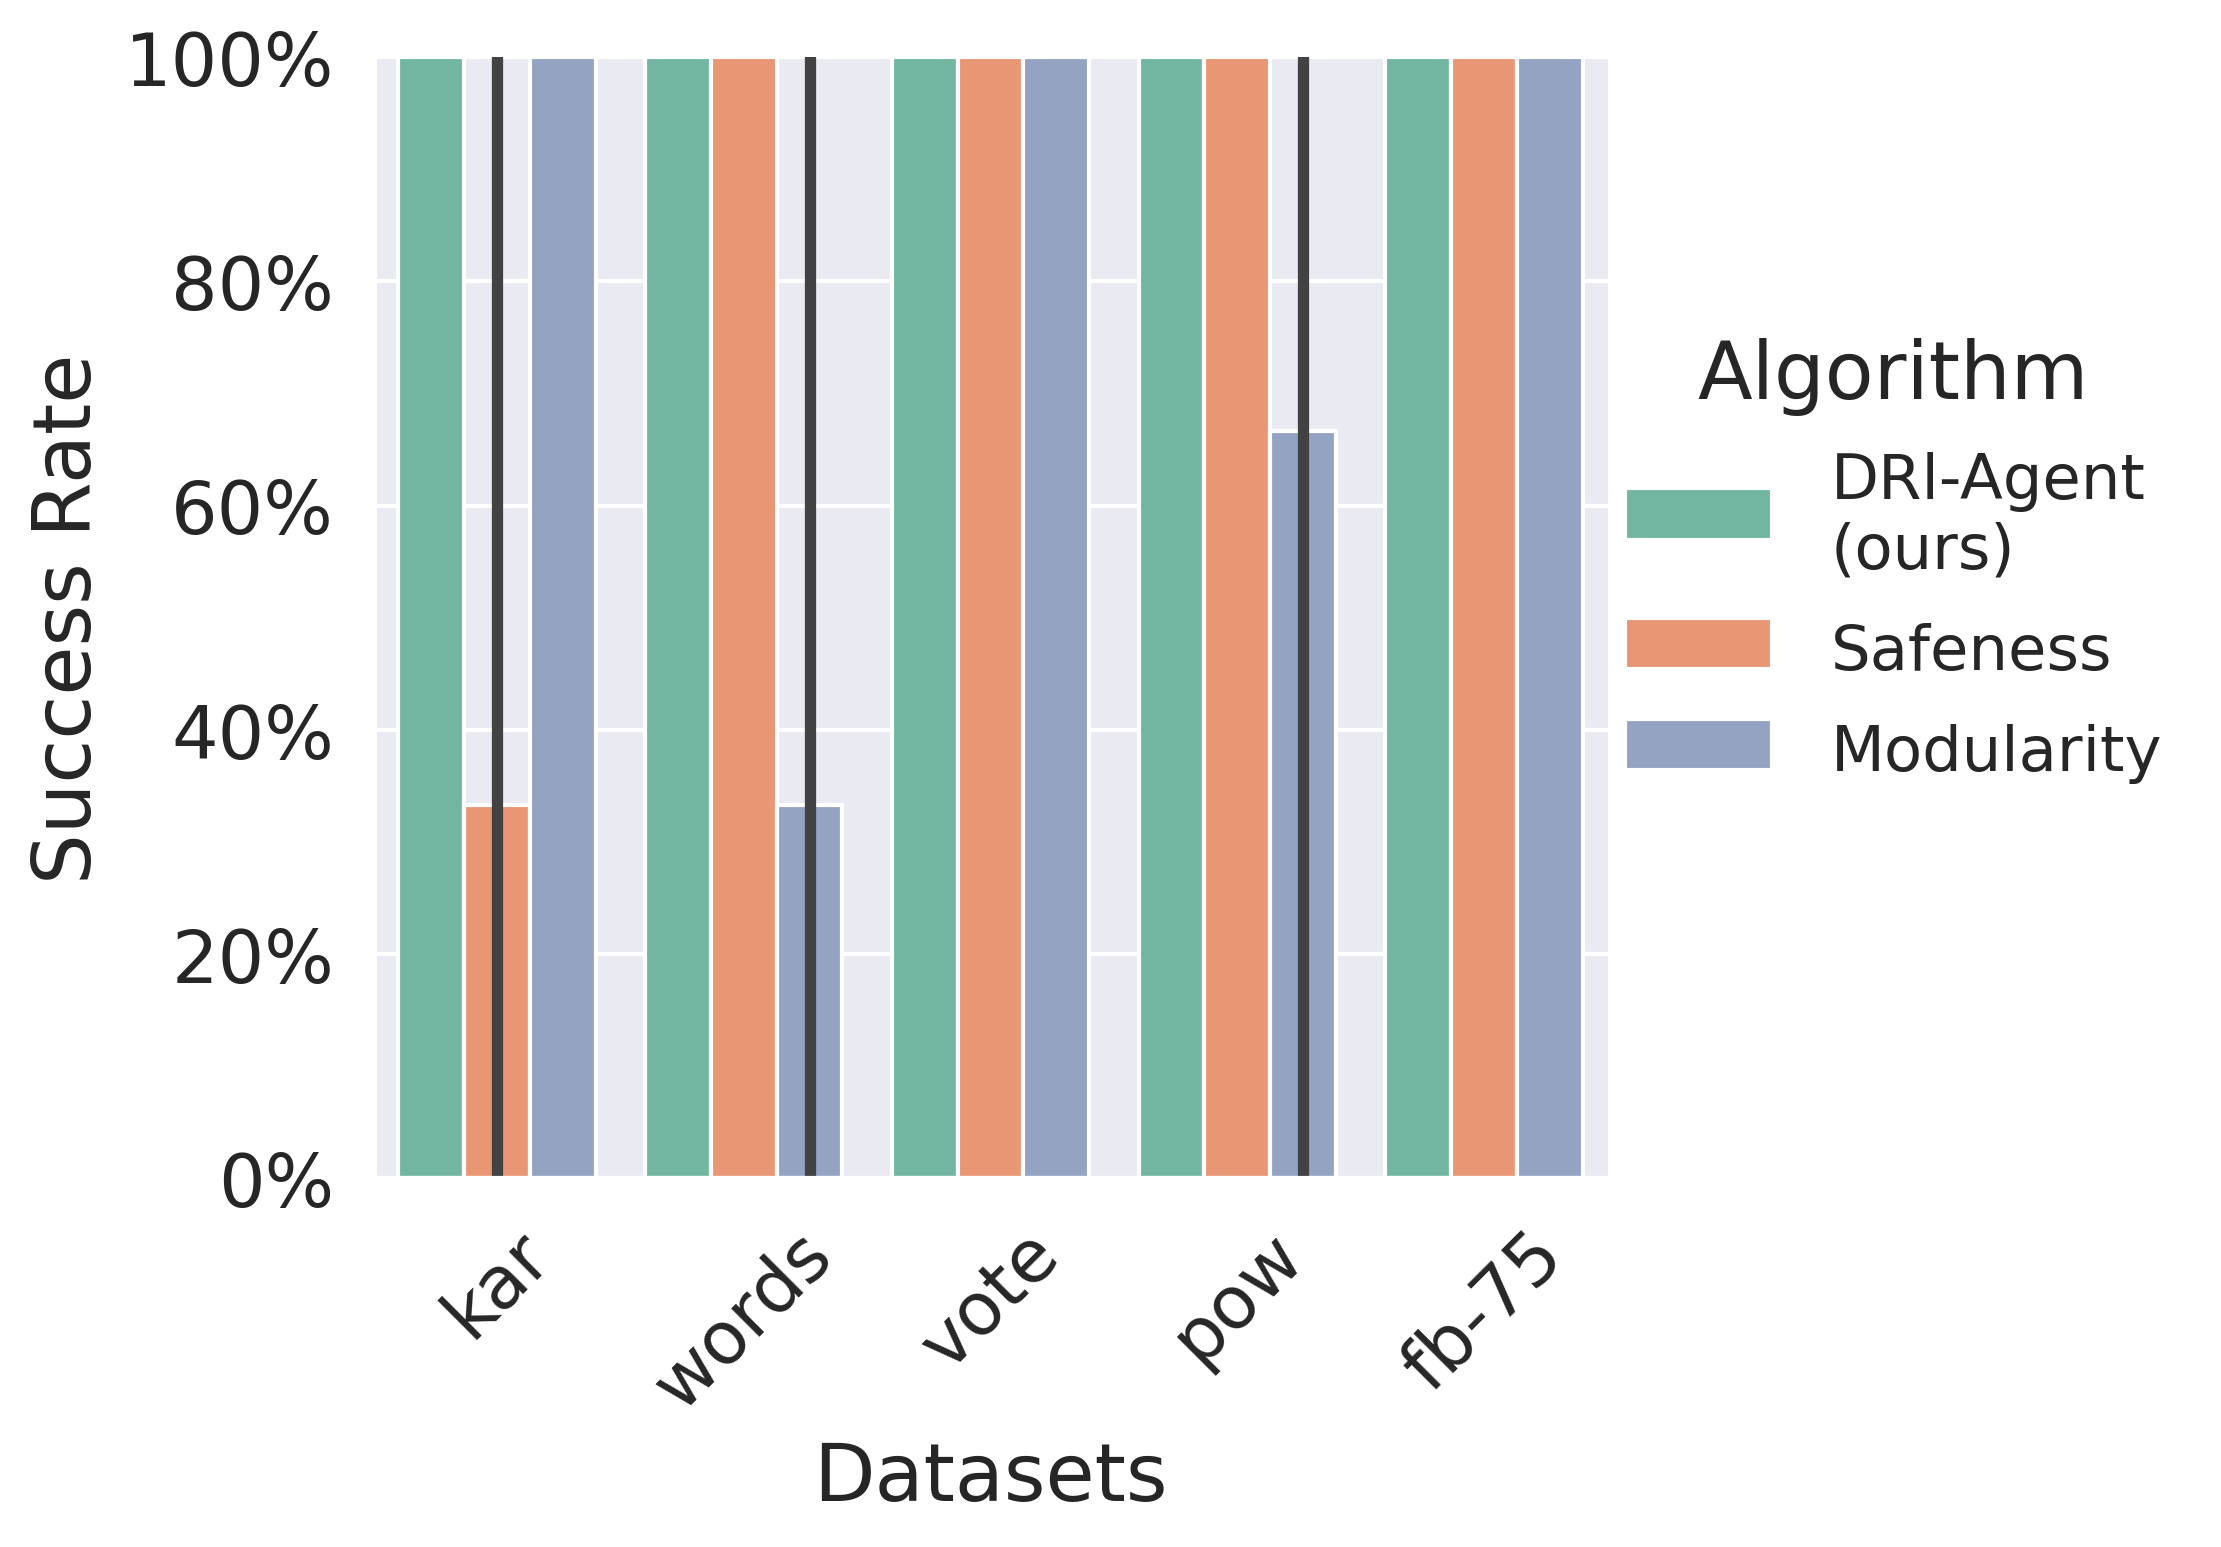 100%
80%
60%
40%
20%
0%
Success Rate
kar
words
vote
pow
fb-75
Datasets
Algorithm
DRl-Agent
(ours)
Safeness
Modularity